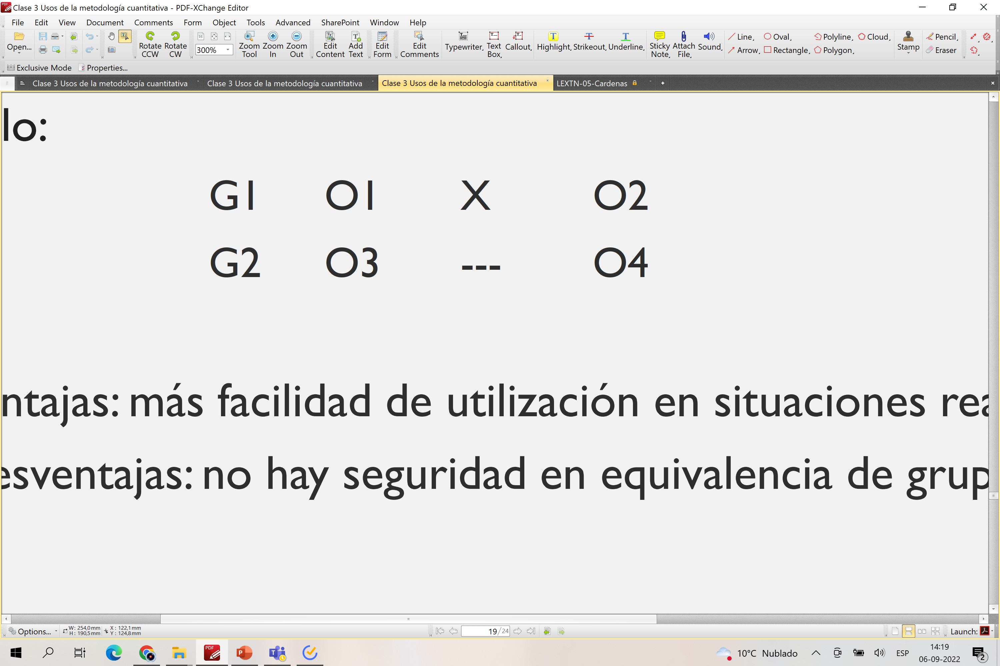 Clase 3 Usos de la metodología cuantitativa - PDF-XChange Editor
File Edit View Document Comments Form Object Tools Advanced SharePoint Window Help
Open... 300% Rotate CCW Rotate CW Zoom Tool Zoom In Zoom Out Edit Content Add Text Edit Form Edit Comments Typewriter Text Box Callout Highlight Strikeout Underline Sticky Note Attach File Sound Line Oval Polyline Cloud Stamp Pencil
Arrow Rectangle Polygon Eraser
Exclusive Mode Properties...
Clase 3 Usos de la metodología cuantitativa Clase 3 Usos de la metodología cuantitativa Clase 3 Usos de la metodología cuantitativa LEXTN-05-Cardenas
lo:
G1 O1 X O2
G2 O3 --- O4
ntajas: más facilidad de utilización en situaciones rea
esventajas: no hay seguridad en equivalencia de grup
Options... W: 254,0 mm X: 122,1 mm 19 / 24 Launch:
H: 190,5 mm Y: 124,8 mm
10°C Nublado ESP 14:19
06-09-2022 2